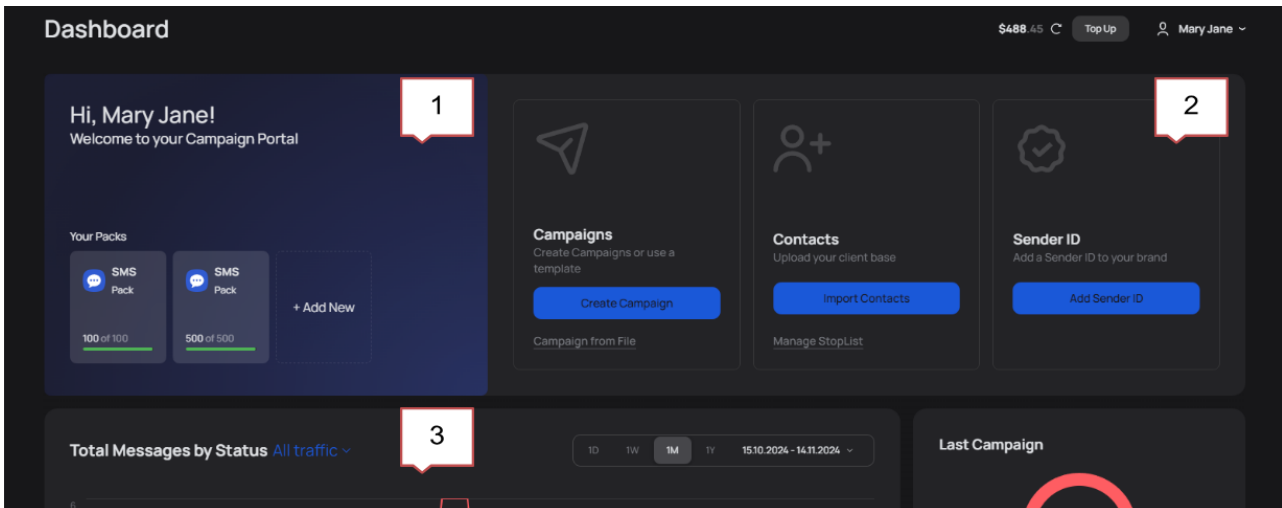 Dashboard
$488.45
Top Up
Mary Jane
1
Hi, Mary Jane!
Welcome to your Campaign Portal
Your Packs
SMS
Pack
100 of 100
SMS
Pack
500 of 500
+ Add New
2
Campaigns
Create Campaigns or use a
template
Create Campaign
Campaign from File
Contacts
Upload your client base
Import Contacts
Manage StopList
Sender ID
Add a Sender ID to your brand
Add Sender ID
3
Total Messages by Status All traffic
1D 1W 1M 1Y 15.10.2024 - 14.11.2024
6
Last Campaign